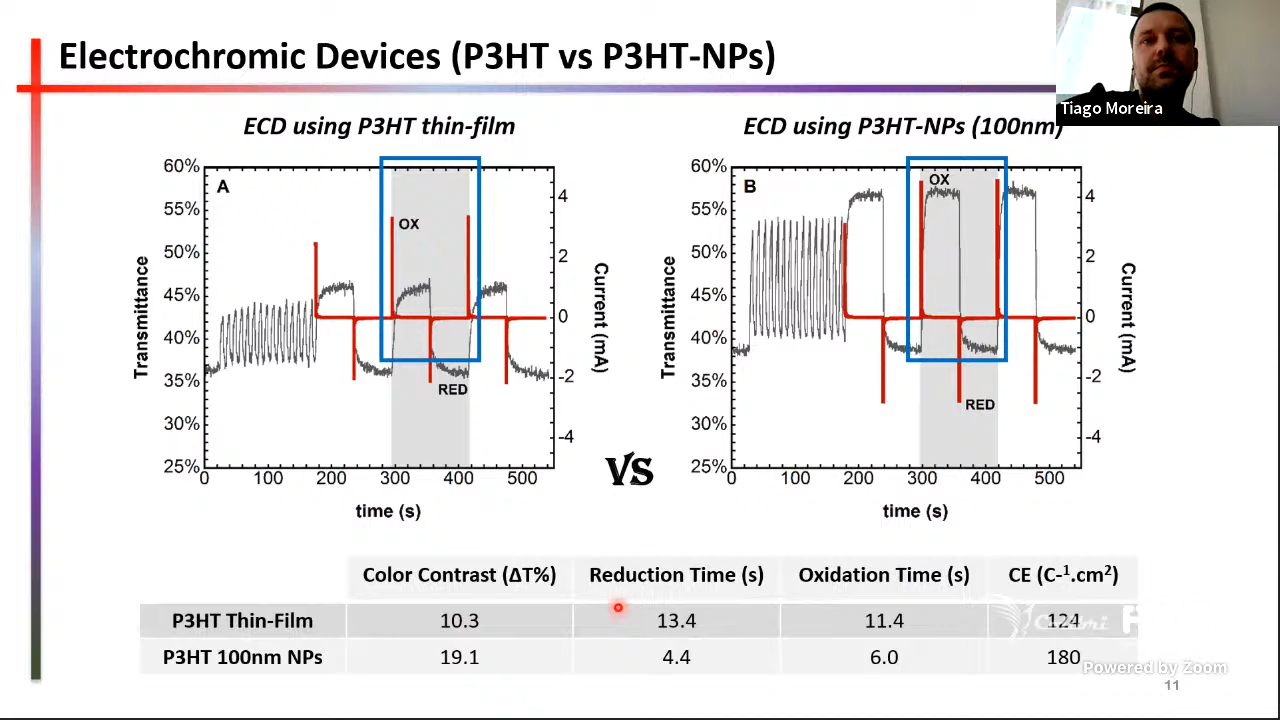 Electrochromic Devices (P3HT vs P3HT-NPs)
Tiago Moreira
ECD using P3HT thin-film
ECD using P3HT-NPs (100nm)
60%
55%
50%
45%
40%
35%
30%
25%
Transmittance
A
OX
RED
4
2
0
-2
-4
Current (mA)
0 100 200 300 400 500
time (s)
VS
60%
55%
50%
45%
40%
35%
30%
25%
Transmittance
B
OX
RED
4
2
0
-2
-4
Current (mA)
0 100 200 300 400 500
time (s)
Color Contrast (ΔT%) Reduction Time (s) Oxidation Time (s) CE (C-¹.cm²)
P3HT Thin-Film 10.3 13.4 11.4 124
P3HT 100nm NPs 19.1 4.4 6.0 180
Powered by Zoom
11